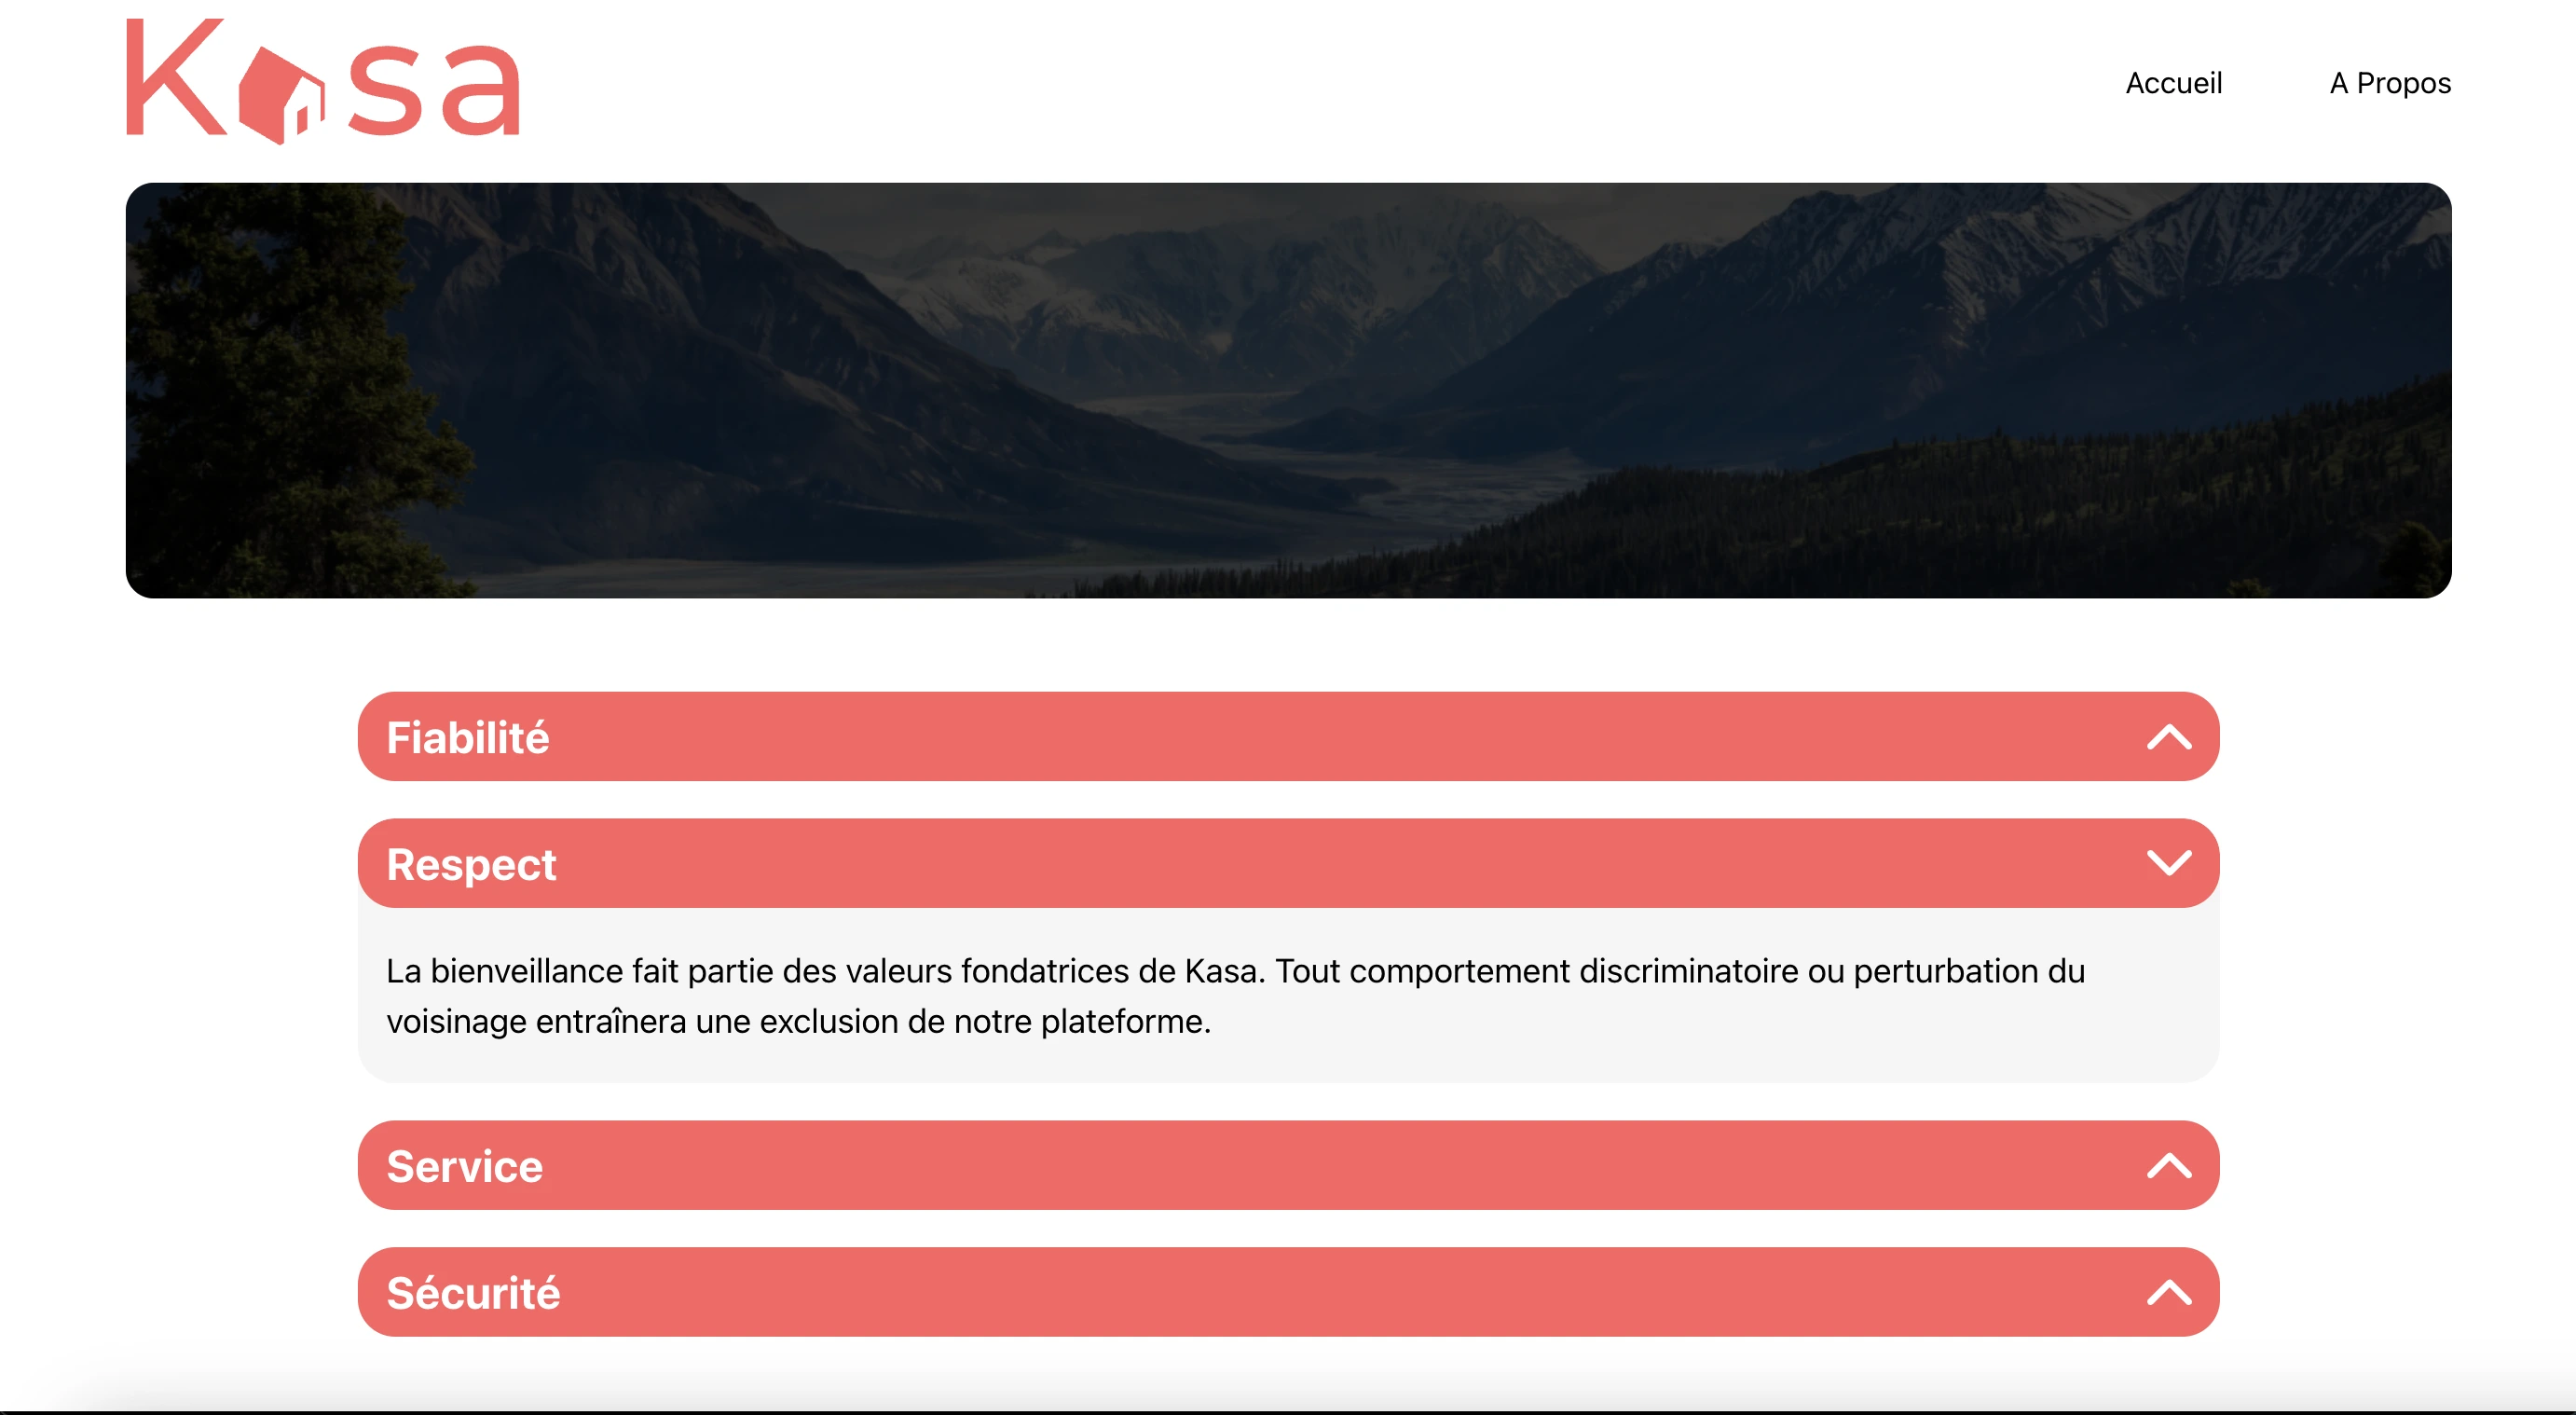 Kasa
Accueil
A Propos
Fiabilité
Respect
La bienveillance fait partie des valeurs fondatrices de Kasa. Tout comportement discriminatoire ou perturbation du
voisinage entraînera une exclusion de notre plateforme.
Service
Sécurité